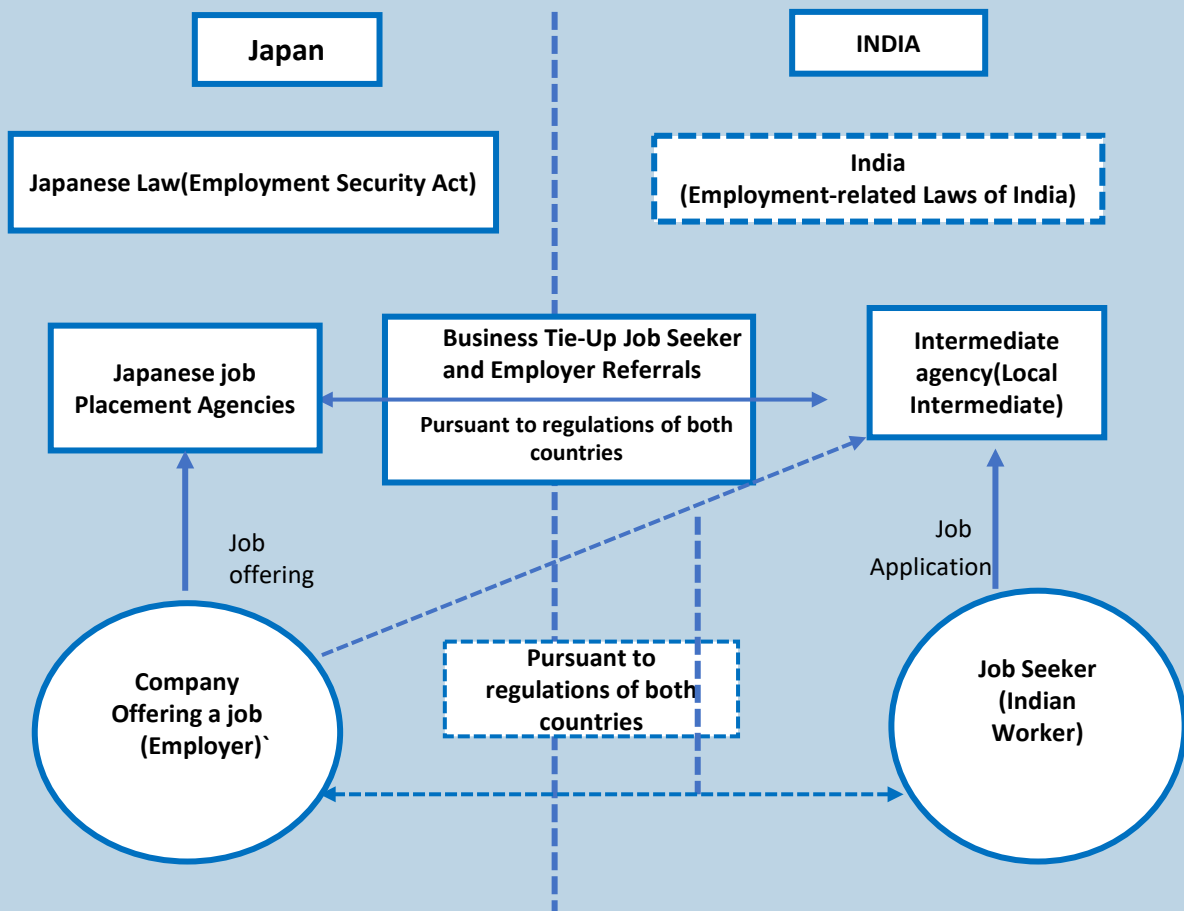 Japan
INDIA
Japanese Law(Employment Security Act)
India
(Employment-related Laws of India)
Japanese job
Placement Agencies
Business Tie-Up Job Seeker
and Employer Referrals
Pursuant to regulations of both
countries
Intermediate
agency(Local
Intermediate)
Job
offering
Job
Application
Company
Offering a job
(Employer)`
Pursuant to
regulations of both
countries
Job Seeker
(Indian
Worker)